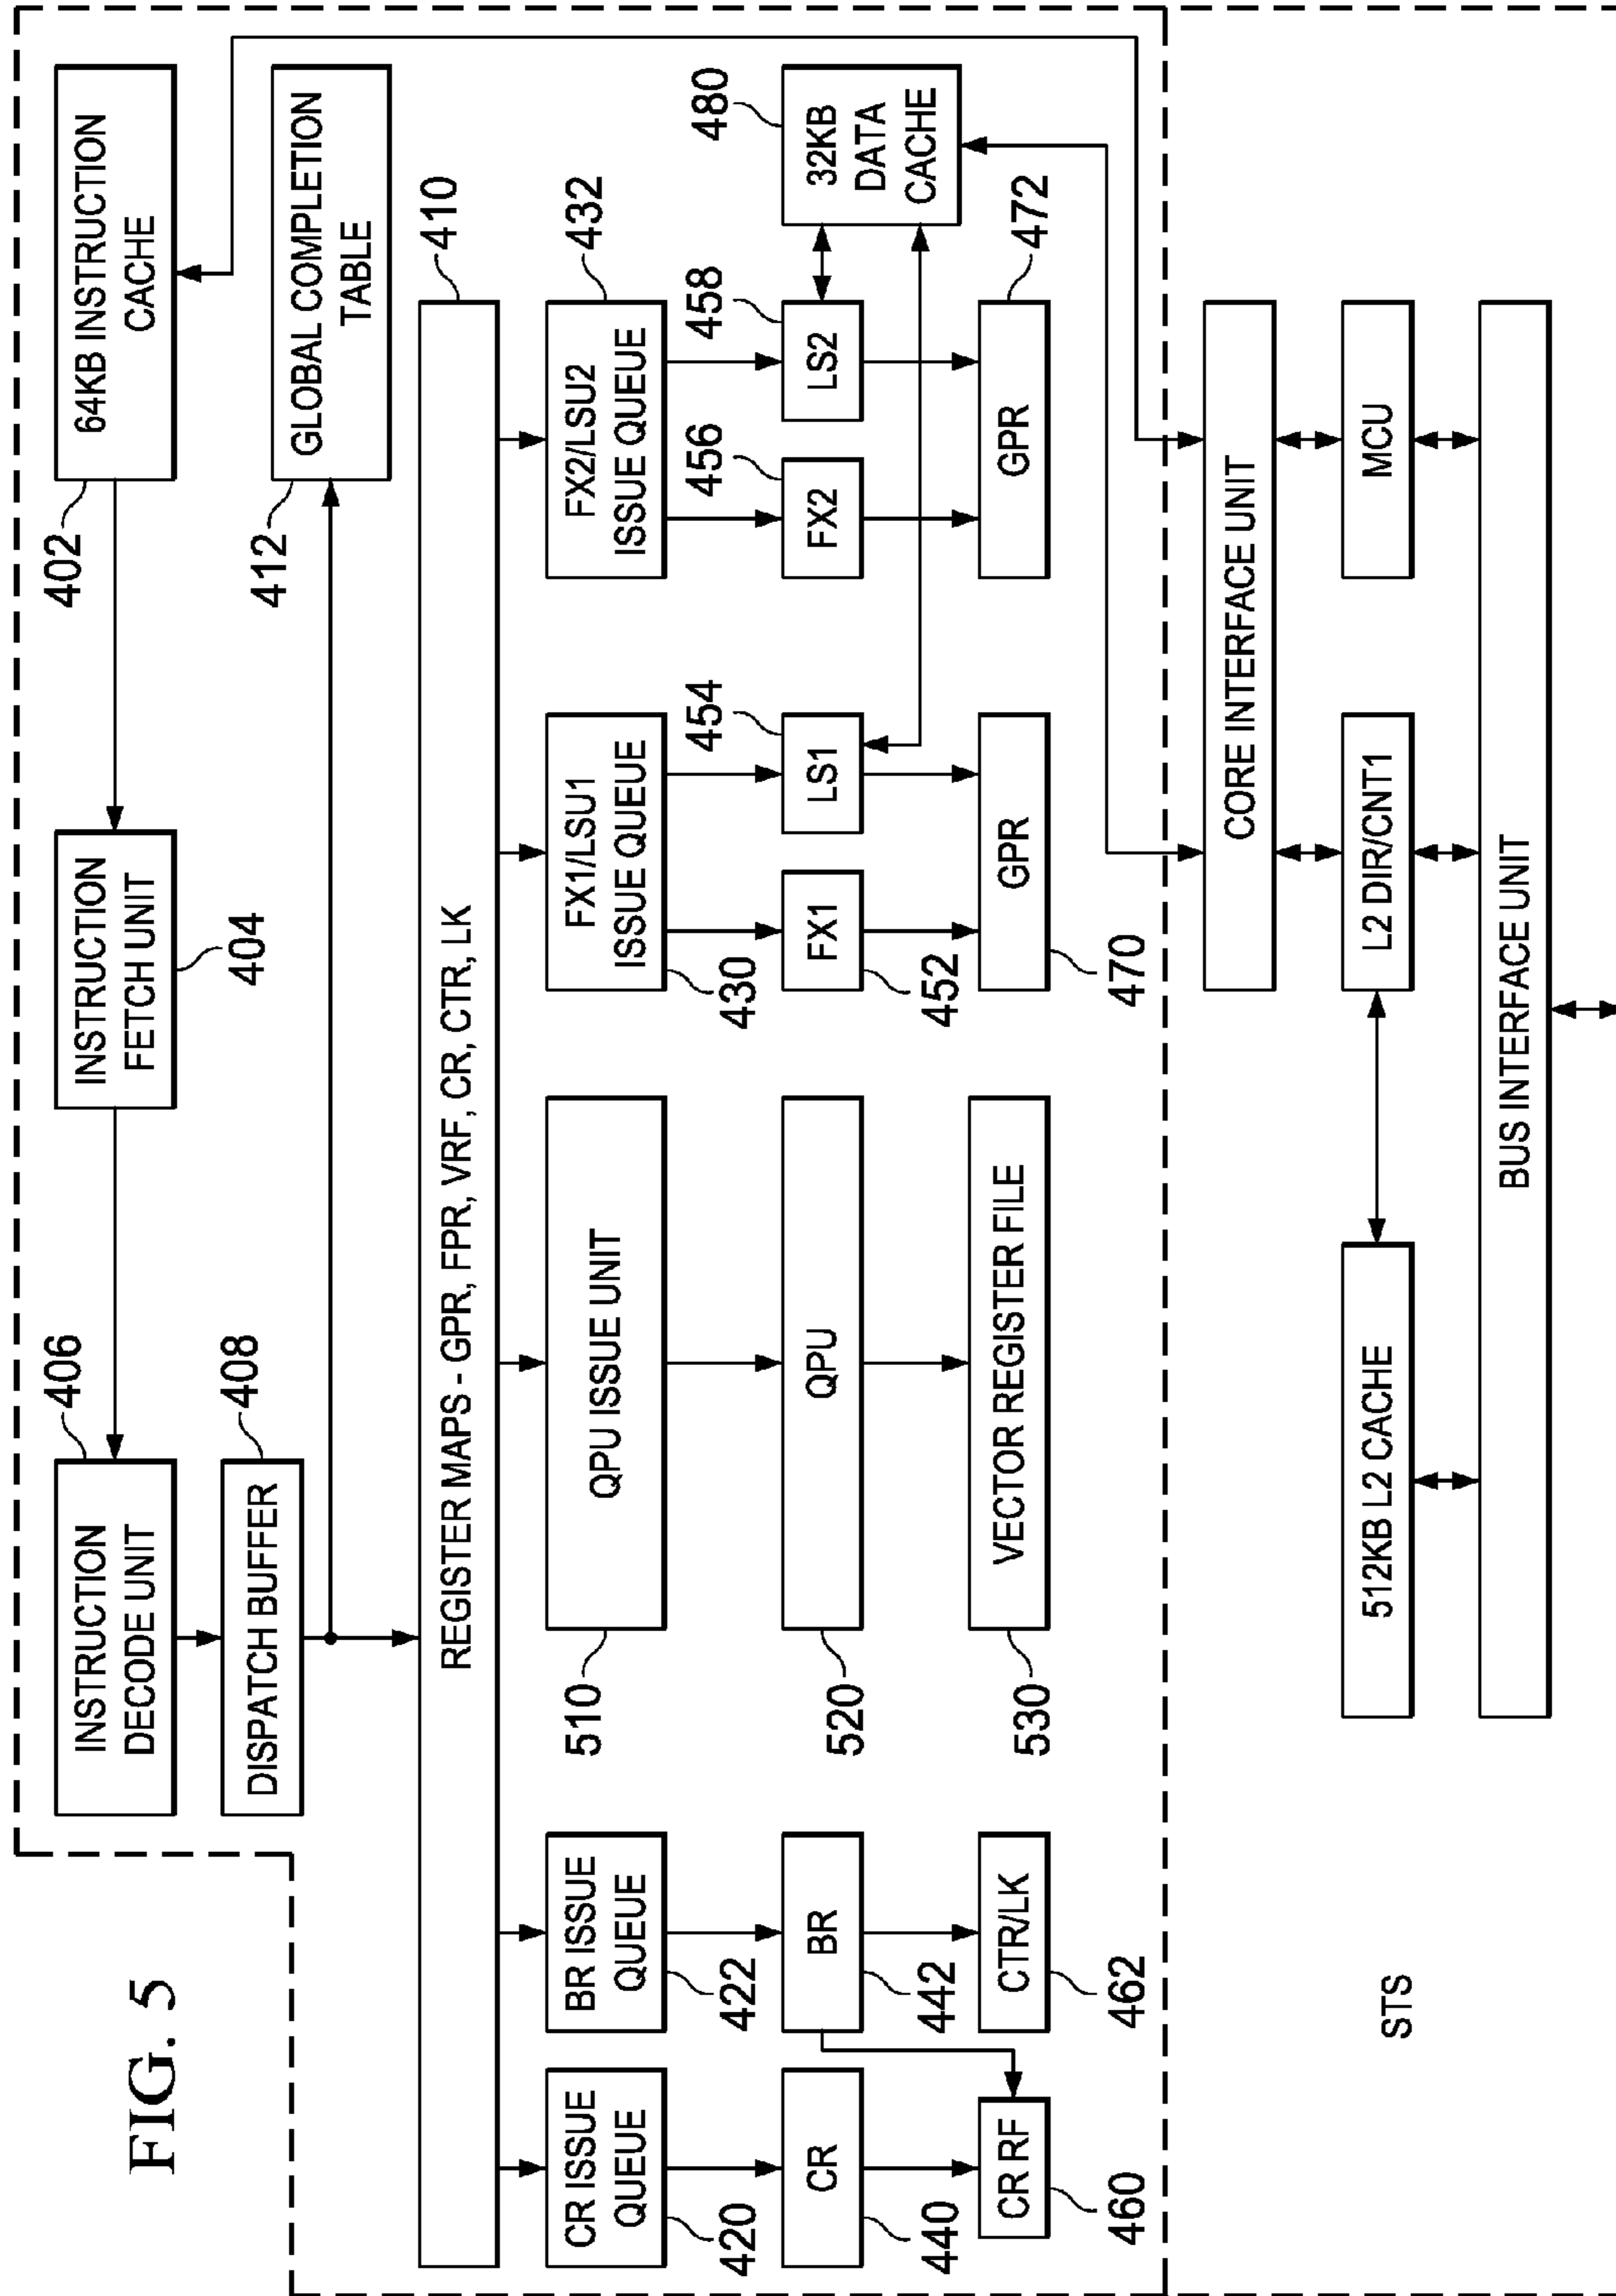 FIG. 5
INSTRUCTION
DECODE UNIT
406
INSTRUCTION
FETCH UNIT
404
64KB INSTRUCTION
CACHE
402
DISPATCH BUFFER
408
GLOBAL COMPLETION
TABLE
412
REGISTER MAPS - GPR, FPR, VRF, CR, CTR, LK
410
CR ISSUE
QUEUE
420
BR ISSUE
QUEUE
422
QPU ISSUE UNIT
510
FX1/LSU1
ISSUE QUEUE
430
FX2/LSU2
ISSUE QUEUE
432
CR
440
BR
442
QPU
520
FX1
452
LS1
454
FX2
456
LS2
458
32KB
DATA
CACHE
480
CR RF
460
CTR/LK
462
VECTOR REGISTER FILE
530
GPR
470
GPR
472
CORE INTERFACE UNIT
STS
512KB L2 CACHE
L2 DIR/CNT1
MCU
BUS INTERFACE UNIT